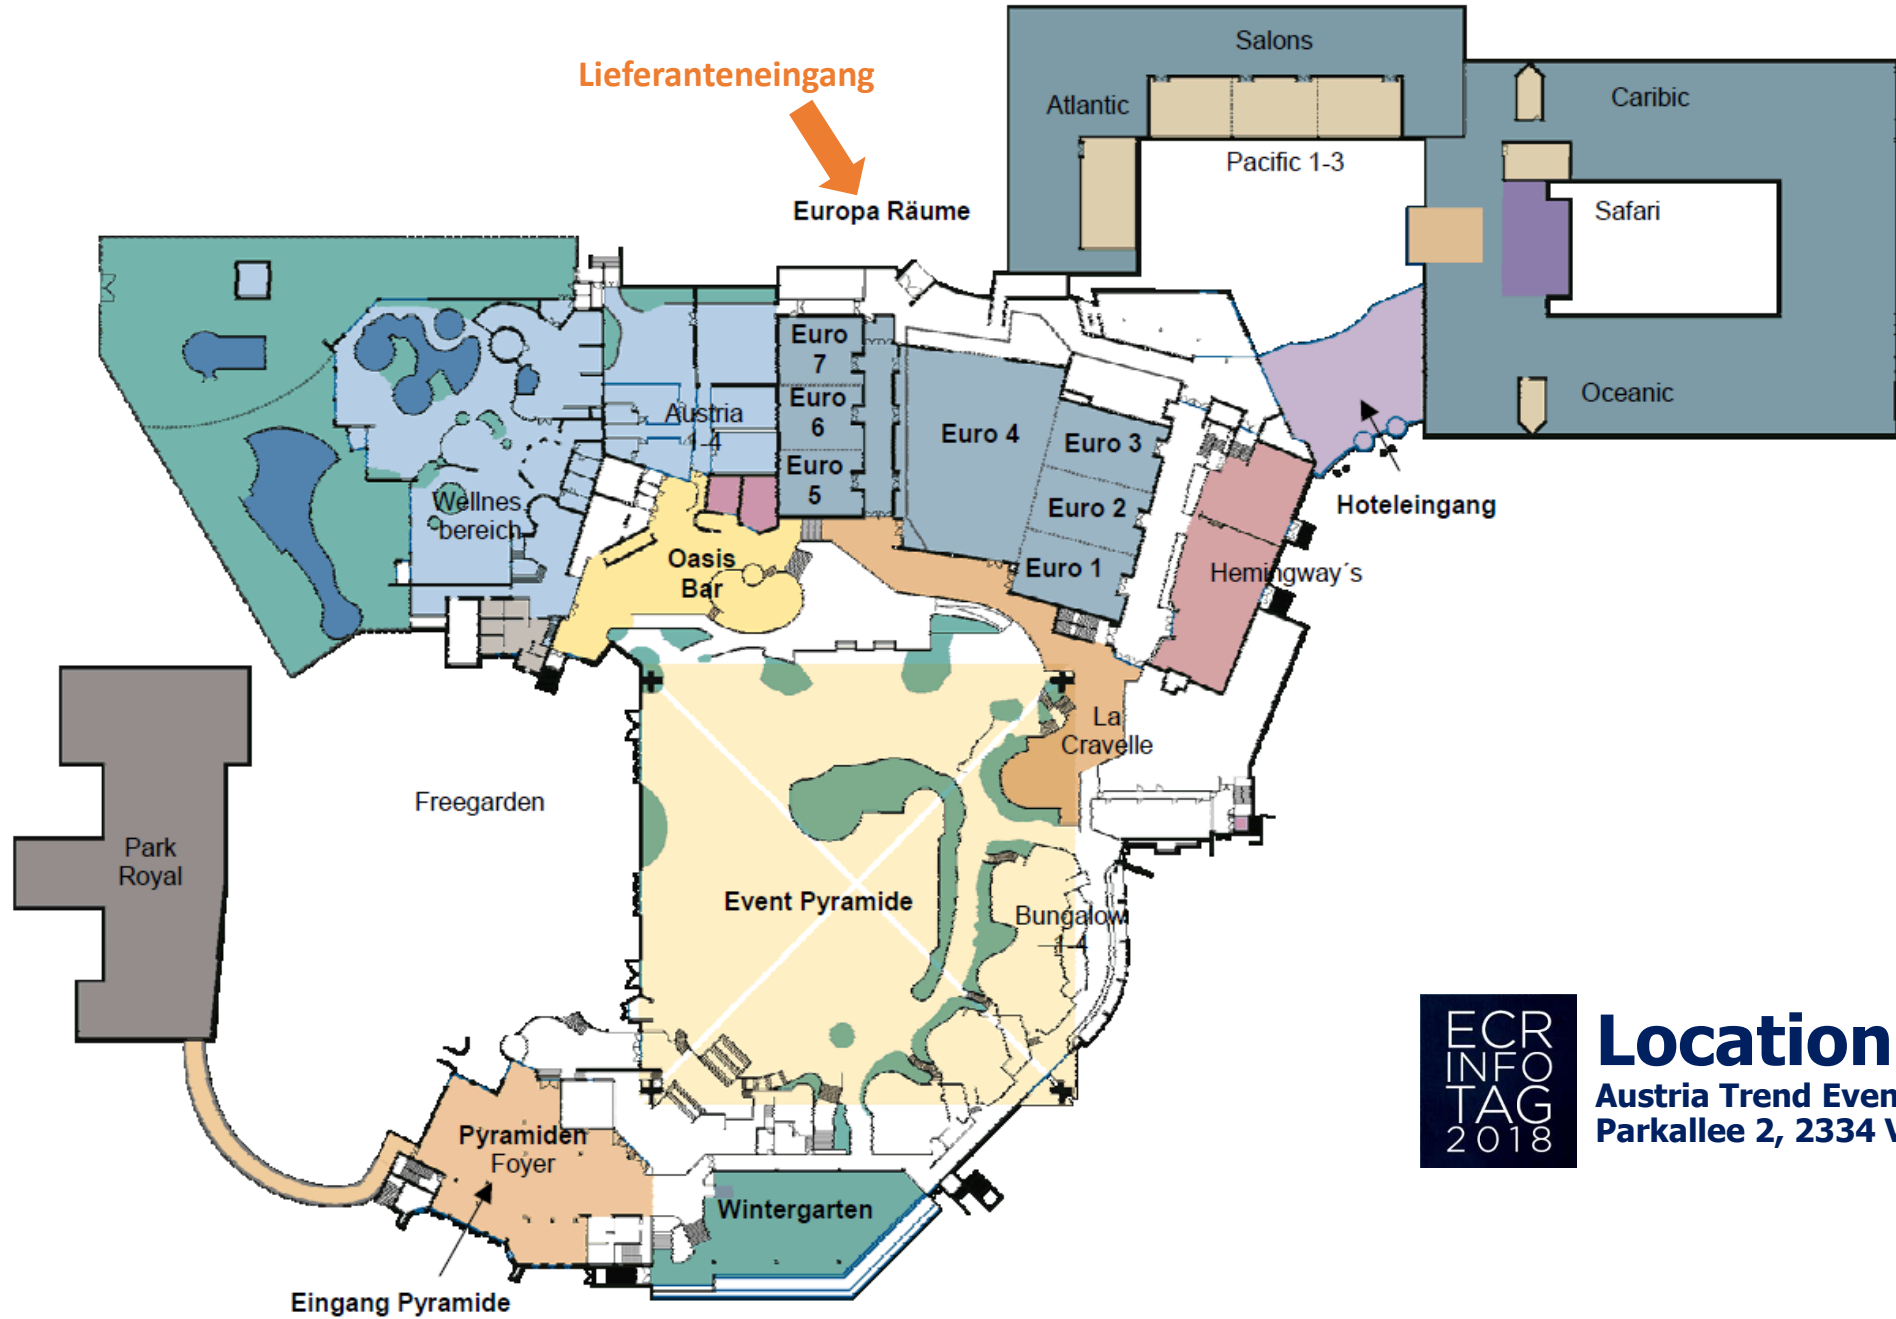 Salons
Lieferanteneingang
Atlantic
Caribic
Pacific 1-3
Europa Räume
Safari
Euro
7
Euro
6
Euro
5
Austria
1-4
Euro 4
Euro 3
Euro 2
Euro 1
Oceanic
Hoteleingang
Wellnes
bereich
Oasis
Bar
Hemingway´s
La
Cravelle
Freegarden
Park
Royal
Event Pyramide
Bungalow
1-4
Pyramiden
Foyer
Wintergarten
Eingang Pyramide
ECR
INFO
TAG
2018
Location
Austria Trend Even
Parkallee 2, 2334 V